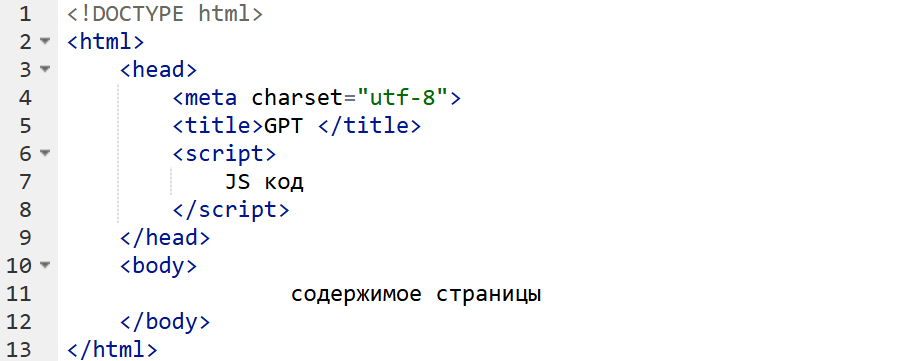 1 <!DOCTYPE html>
2 <html>
3 <head>
4 <meta charset="utf-8">
5 <title>GPT </title>
6 <script>
7 JS код
8 </script>
9 </head>
10 <body>
11 содержимое страницы
12 </body>
13 </html>